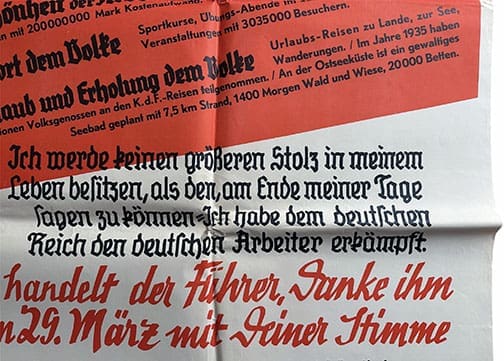 mit 200000000 Mark
Sportkurse, Übungs-Abende im
ort dem Volke
Veranstaltungen mit 3035000 Besuchern.
Urlaubs-Reisen zu Lande, zur See,
laub und Erholung dem Volke
Wanderungen. / Im Jahre 1935 haben
ionen Volksgenossen an den K.d.F.-Reisen teilgenommen. / An der Ostseeküste ist ein gewaltiges
Seebad geplant mit 7,5 km Strand, 1400 Morgen Wald und Wiese, 20000 Betten.
Ich werde keinen größeren Stolz in meinem
Leben besitzen, als den, am Ende meiner Tage
sagen zu können: Ich habe dem deutschen
Reich den deutschen Arbeiter erkämpft.
handelt der Führer, Danke ihm
29. März mit Deiner Stimme